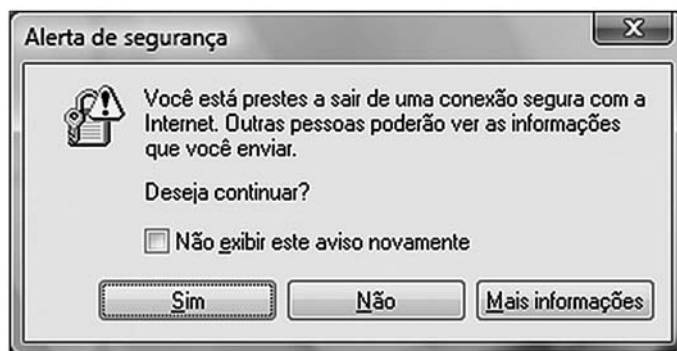 Alerta de segurança
Você está prestes a sair de uma conexão segura com a
Internet. Outras pessoas poderão ver as informações
que você enviar.
Deseja continuar?
Não exibir este aviso novamente
Sim
Não
Mais informações